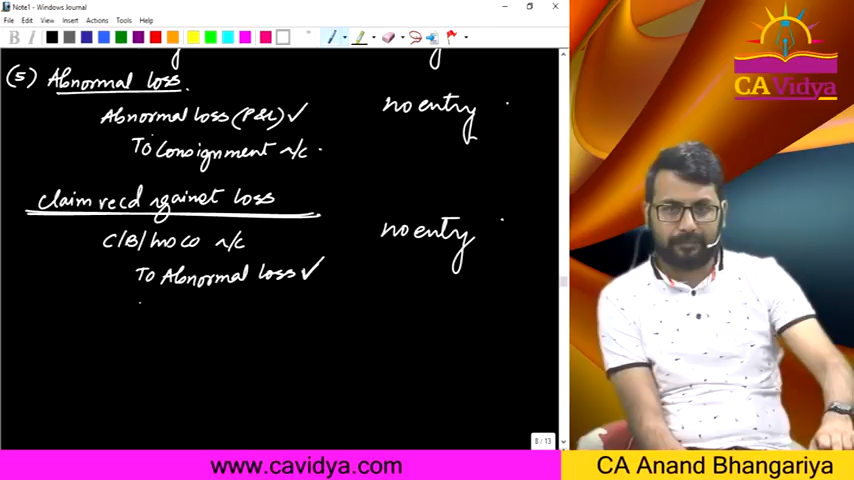 Note1 - Windows Journal
File Edit View Insert Actions Tools Help
B I
(5) Abnormal loss.
Abnormal loss (P&L) ✓
no entry
To Consignment A/c.
Claim recd against loss
C/B/Ins Co A/c
no entry
To Abnormal loss ✓
8 / 13
CA Vidya
www.cavidya.com
CA Anand Bhangariya